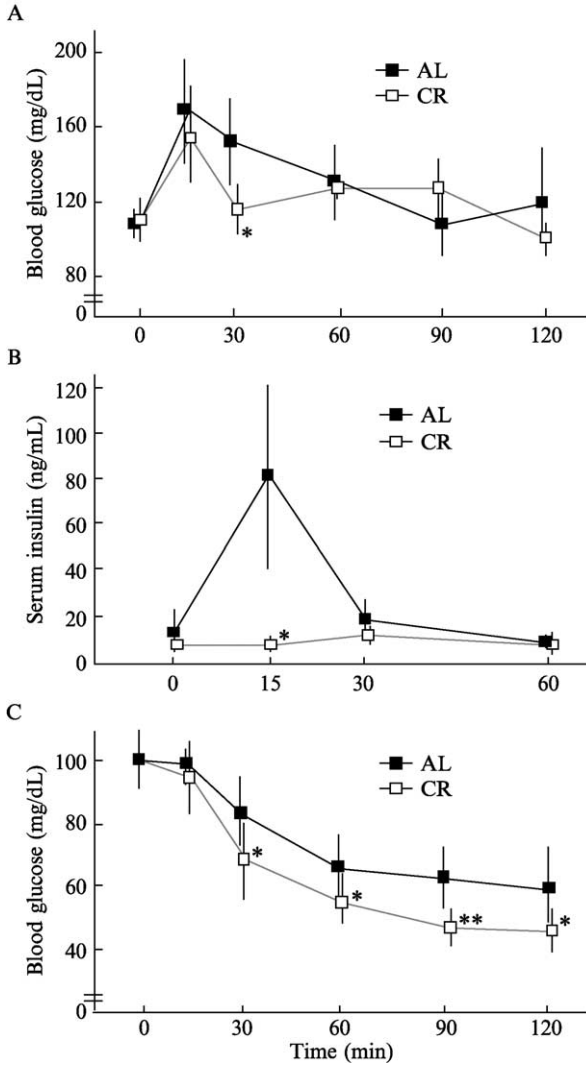 A
Blood glucose (mg/dL)
200
160
120
80
0
AL
CR
*
0 30 60 90 120
B
Serum insulin (ng/mL)
120
100
80
60
40
20
0
AL
CR
*
0 15 30 60
C
Blood glucose (mg/dL)
100
80
60
40
0
AL
CR
*
*
**
*
0 30 60 90 120
Time (min)